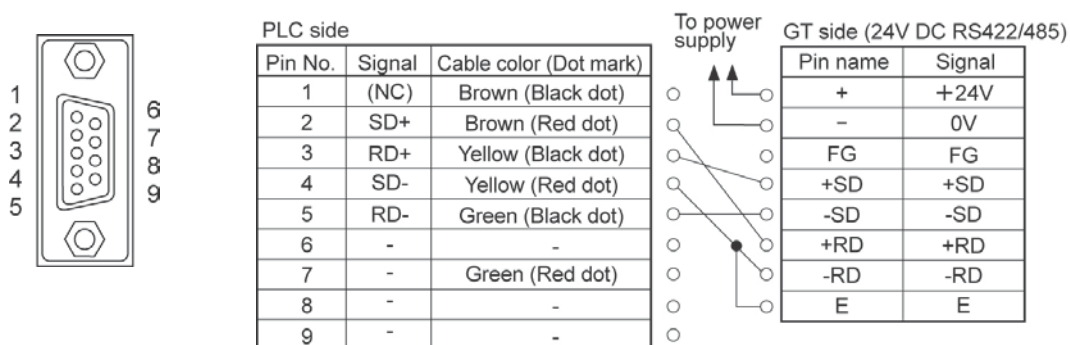 1
2
3
4
5
6
7
8
9
PLC side
Pin No. Signal Cable color (Dot mark)
1 (NC) Brown (Black dot)
2 SD+ Brown (Red dot)
3 RD+ Yellow (Black dot)
4 SD- Yellow (Red dot)
5 RD- Green (Black dot)
6 - -
7 - Green (Red dot)
8 - -
9 - -
To power
supply
GT side (24V DC RS422/485)
Pin name Signal
+ +24V
− 0V
FG FG
+SD +SD
-SD -SD
+RD +RD
-RD -RD
E E